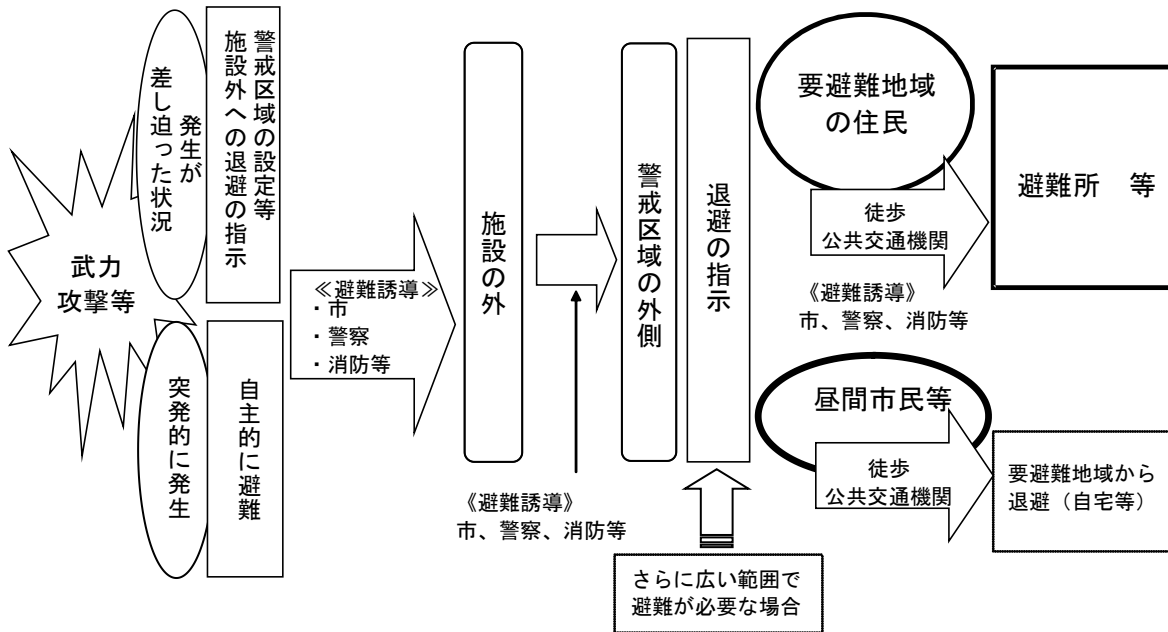 武力
攻撃等
発生が
差し迫った状況
警戒区域の設定等
施設外への退避の指示
突発的に発生
自主的に避難
≪避難誘導≫
・市
・警察
・消防等
施設の外
《避難誘導》
市、警察、消防等
警戒区域の外側
退避の指示
さらに広い範囲で
避難が必要な場合
要避難地域
の住民
徒歩
公共交通機関
《避難誘導》
市、警察、消防等
避難所　等
昼間市民等
徒歩
公共交通機関
要避難地域から
退避（自宅等）